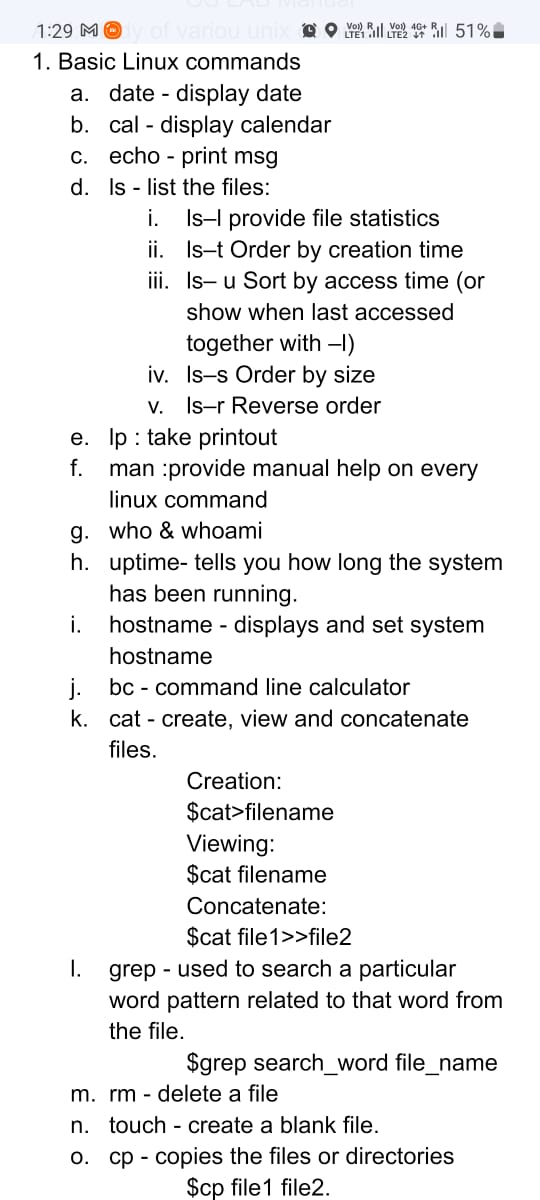 1:29
dy of variou unix
Vo)) R Vo)) 4G+ R 51%
LTE1 LTE2
1. Basic Linux commands
a. date - display date
b. cal - display calendar
c. echo - print msg
d. ls - list the files:
i. ls–l provide file statistics
ii. ls–t Order by creation time
iii. ls– u Sort by access time (or
show when last accessed
together with –l)
iv. ls–s Order by size
v. ls–r Reverse order
e. lp : take printout
f. man :provide manual help on every
linux command
g. who & whoami
h. uptime- tells you how long the system
has been running.
i. hostname - displays and set system
hostname
j. bc - command line calculator
k. cat - create, view and concatenate
files.
Creation:
$cat>filename
Viewing:
$cat filename
Concatenate:
$cat file1>>file2
l. grep - used to search a particular
word pattern related to that word from
the file.
$grep search_word file_name
m. rm - delete a file
n. touch - create a blank file.
o. cp - copies the files or directories
$cp file1 file2.